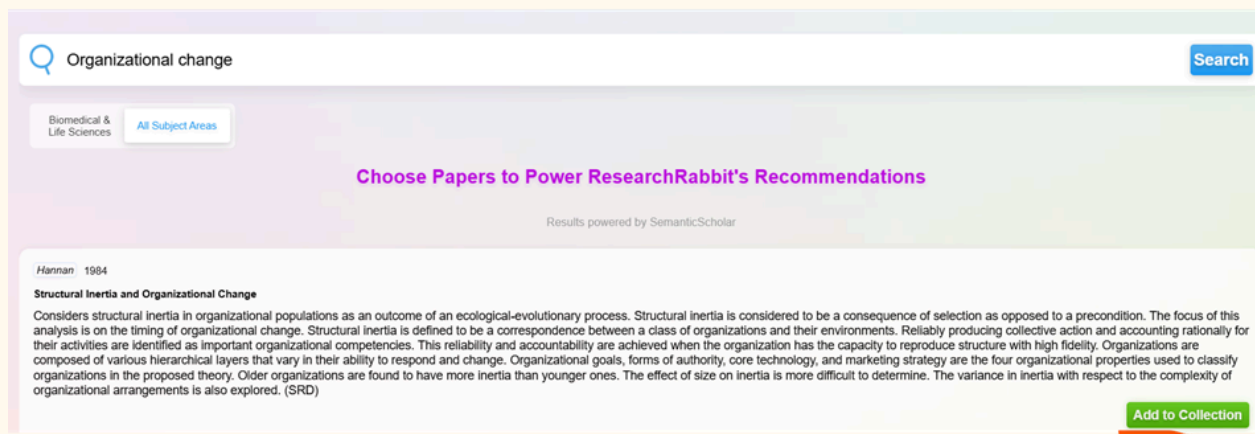 Organizational change
Search
Biomedical &
Life Sciences
All Subject Areas
Choose Papers to Power ResearchRabbit's Recommendations
Results powered by SemanticScholar
Hannan 1984
Structural Inertia and Organizational Change
Considers structural inertia in organizational populations as an outcome of an ecological-evolutionary process. Structural inertia is considered to be a consequence of selection as opposed to a precondition. The focus of this
analysis is on the timing of organizational change. Structural inertia is defined to be a correspondence between a class of organizations and their environments. Reliably producing collective action and accounting rationally for
their activities are identified as important organizational competencies. This reliability and accountability are achieved when the organization has the capacity to reproduce structure with high fidelity. Organizations are
composed of various hierarchical layers that vary in their ability to respond and change. Organizational goals, forms of authority, core technology, and marketing strategy are the four organizational properties used to classify
organizations in the proposed theory. Older organizations are found to have more inertia than younger ones. The effect of size on inertia is more difficult to determine. The variance in inertia with respect to the complexity of
organizational arrangements is also explored. (SRD)
Add to Collection